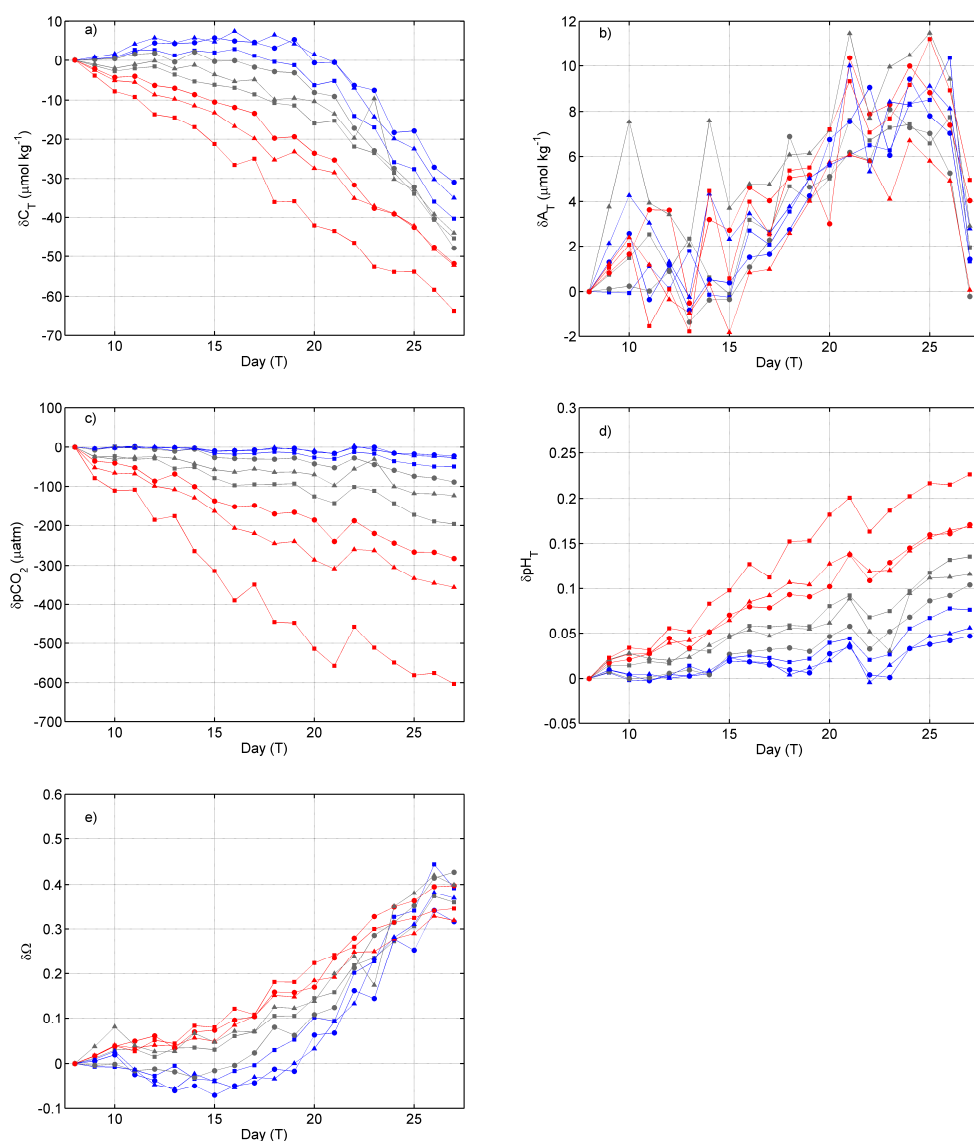 a)
10
0
-10
-20
-30
-40
-50
-60
-70
δC_T (μmol kg⁻¹)
10 15 20 25
Day (T)
b)
12
10
8
6
4
2
0
-2
δA_T (μmol kg⁻¹)
10 15 20 25
Day (T)
c)
100
0
-100
-200
-300
-400
-500
-600
-700
δpCO₂ (μatm)
10 15 20 25
Day (T)
d)
0.3
0.25
0.2
0.15
0.1
0.05
0
-0.05
δpH_T
10 15 20 25
Day (T)
e)
0.6
0.5
0.4
0.3
0.2
0.1
0
-0.1
δΩ
10 15 20 25
Day (T)